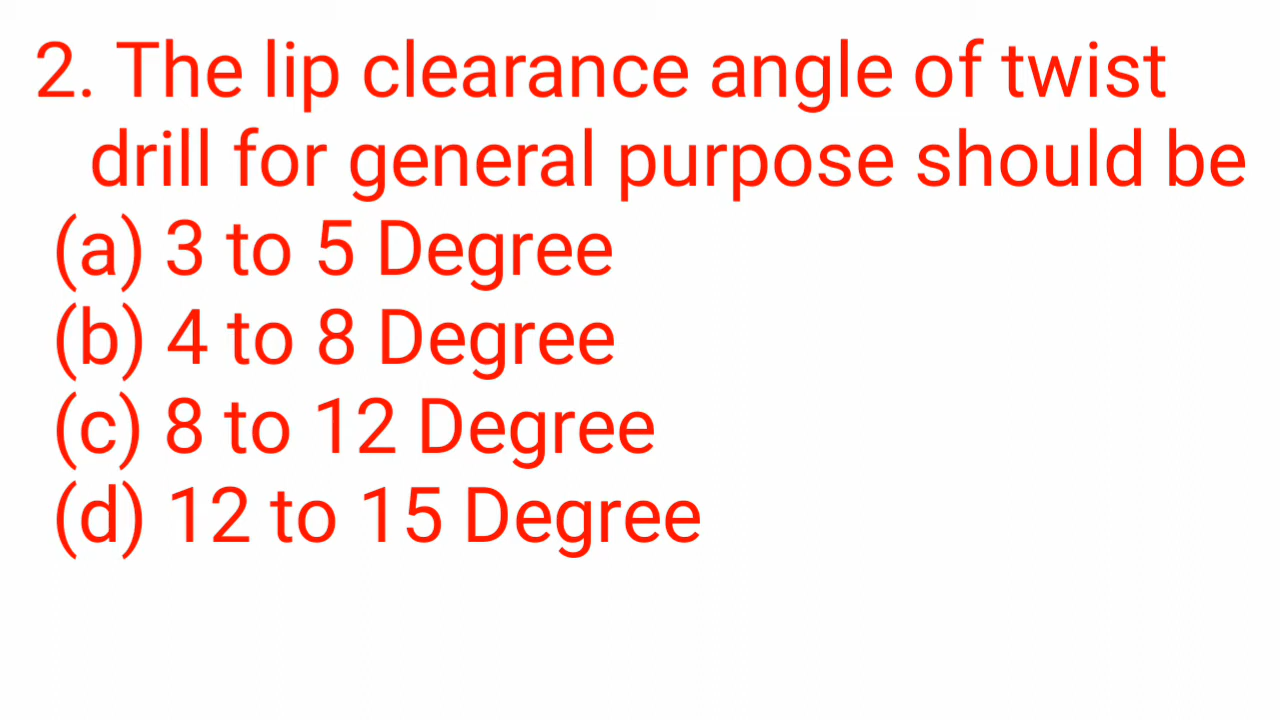 2. The lip clearance angle of twist
drill for general purpose should be
(a) 3 to 5 Degree
(b) 4 to 8 Degree
(c) 8 to 12 Degree
(d) 12 to 15 Degree